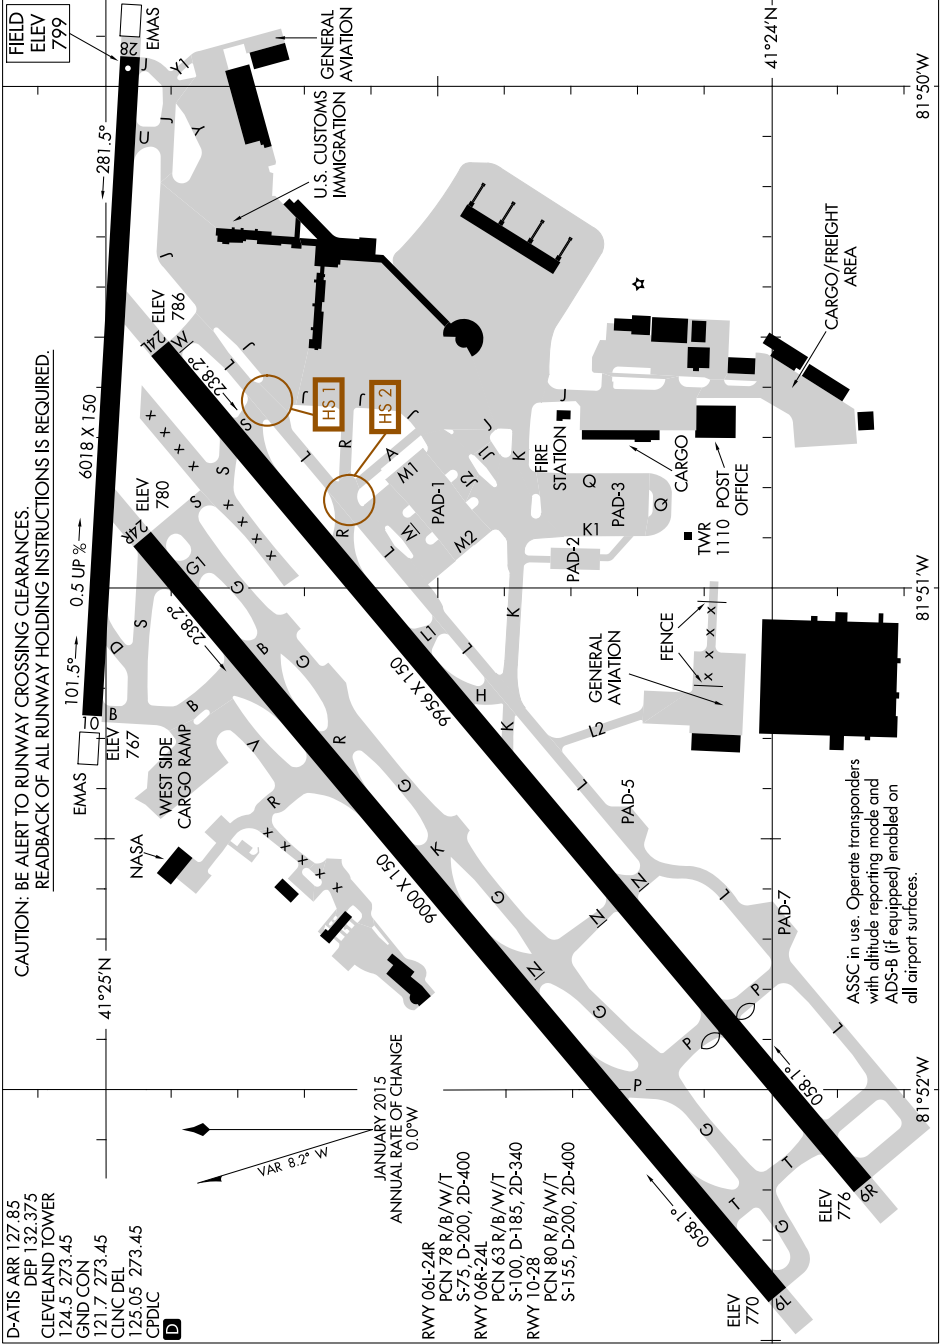 D-ATIS ARR 127.85
DEP 132.375
CLEVELAND TOWER
124.5 273.45
GND CON
121.7 273.45
CLNC DEL
125.05 273.45
CPDLC
D
CAUTION: BE ALERT TO RUNWAY CROSSING CLEARANCES.
READBACK OF ALL RUNWAY HOLDING INSTRUCTIONS IS REQUIRED.
FIELD
ELEV
799
EMAS
28
J
Y1
GENERAL
AVIATION
U
J
Y
281.5°
U.S. CUSTOMS
IMMIGRATION
J
6018 X 150
0.5 UP %
101.5°
10
B
ELEV
767
EMAS
ELEV
786
24L
W
238.2°
L
J
S
HS 1
HS 2
J
J
J
R
A
L
S
S
ELEV
780
24R
G1
G
238.2°
D
S
B
B
G
V
R
R
WEST SIDE
CARGO RAMP
NASA
41°25'N
R
L
M
M1
M2
PAD-1
J2
J1
J
K
J
FIRE
STATION
CARGO
Q
Q
PAD-3
K1
PAD-2
POST
OFFICE
TWR
1110
CARGO/FREIGHT
AREA
41°24'N
81°50'W
81°51'W
81°52'W
L1
L
K
H
K
L2
GENERAL
AVIATION
FENCE
9956 X 150
9000 X 150
G
K
G
N
N
N
L
PAD-5
L
PAD-7
P
P
P
G
L
058.1°
G
T
T
G
058.1°
ELEV
776
6R
ELEV
770
6L
ASSC in use. Operate transponders
with altitude reporting mode and
ADS-B (if equipped) enabled on
all airport surfaces.
VAR 8.2° W
JANUARY 2015
ANNUAL RATE OF CHANGE
0.0°W
RWY 06L-24R
PCN 78 R/B/W/T
S-75, D-200, 2D-400
RWY 06R-24L
PCN 63 R/B/W/T
S-100, D-185, 2D-340
RWY 10-28
PCN 80 R/B/W/T
S-155, D-200, 2D-400